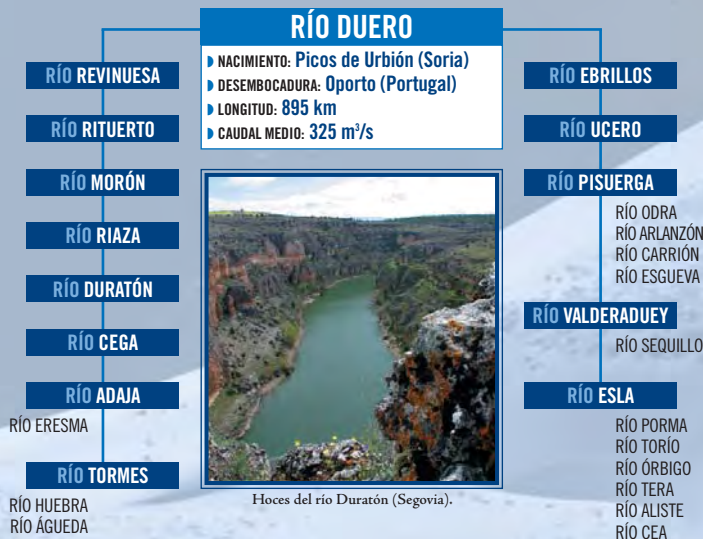 RÍO DUERO
NACIMIENTO: Picos de Urbión (Soria)
DESEMBOCADURA: Oporto (Portugal)
LONGITUD: 895 km
CAUDAL MEDIO: 325 m³/s
RÍO REVINUESA
RÍO RITUERTO
RÍO MORÓN
RÍO RIAZA
RÍO DURATÓN
RÍO CEGA
RÍO ADAJA
RÍO ERESMA
RÍO TORMES
RÍO HUEBRA
RÍO ÁGUEDA
Hoces del río Duratón (Segovia).
RÍO EBRILLOS
RÍO UCERO
RÍO PISUERGA
RÍO ODRA
RÍO ARLANZÓN
RÍO CARRIÓN
RÍO ESGUEVA
RÍO VALDERADUEY
RÍO SEQUILLO
RÍO ESLA
RÍO PORMA
RÍO TORÍO
RÍO ÓRBIGO
RÍO TERA
RÍO ALISTE
RÍO CEA